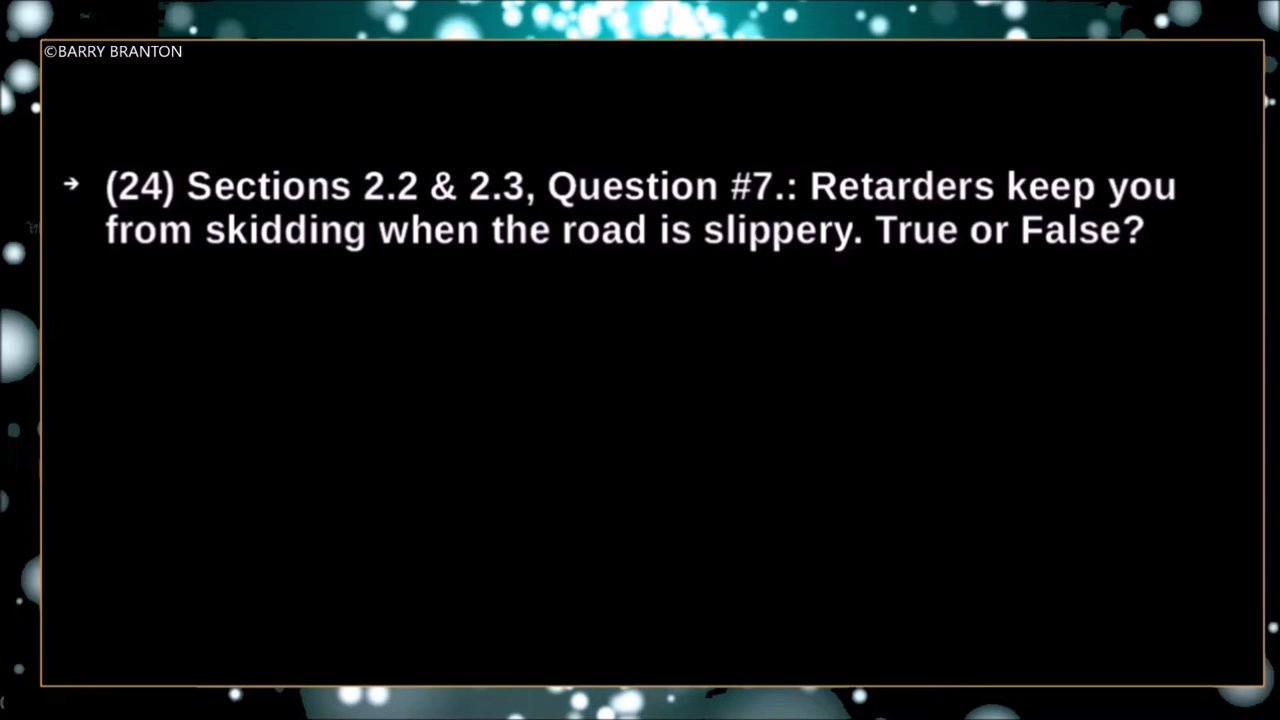 ©BARRY BRANTON
→ (24) Sections 2.2 & 2.3, Question #7.: Retarders keep you
from skidding when the road is slippery. True or False?